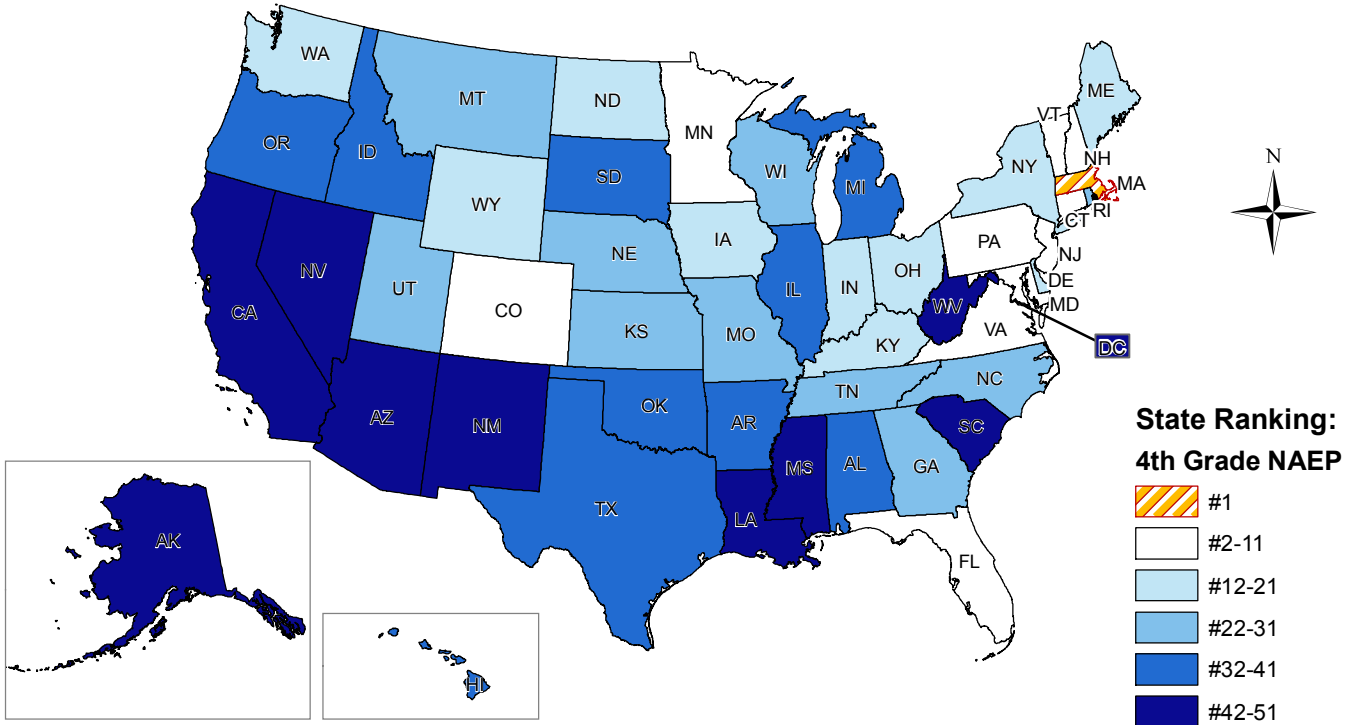 WA
MT
ND
MN
ME
VT
OR
ID
SD
WI
MI
NY
NH
MA
WY
RI
CT
IA
NE
PA
NJ
NV
UT
CO
IL
IN
OH
DE
MD
CA
KS
MO
WV
VA
KY
DC
AZ
NM
OK
AR
TN
NC
SC
MS
AL
GA
TX
LA
FL
AK
HI
N
State Ranking:
4th Grade NAEP
#1
#2-11
#12-21
#22-31
#32-41
#42-51